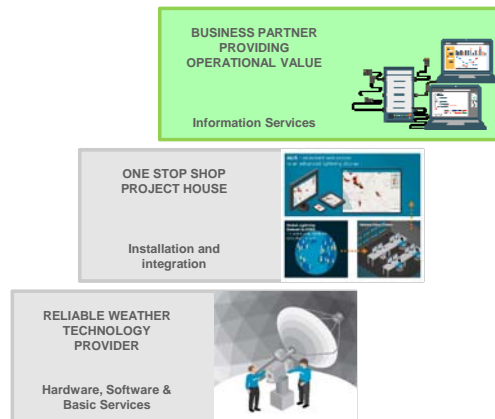 BUSINESS PARTNER
PROVIDING
OPERATIONAL VALUE
Information Services
ONE STOP SHOP
PROJECT HOUSE
Installation and
integration
RELIABLE WEATHER
TECHNOLOGY
PROVIDER
Hardware, Software &
Basic Services